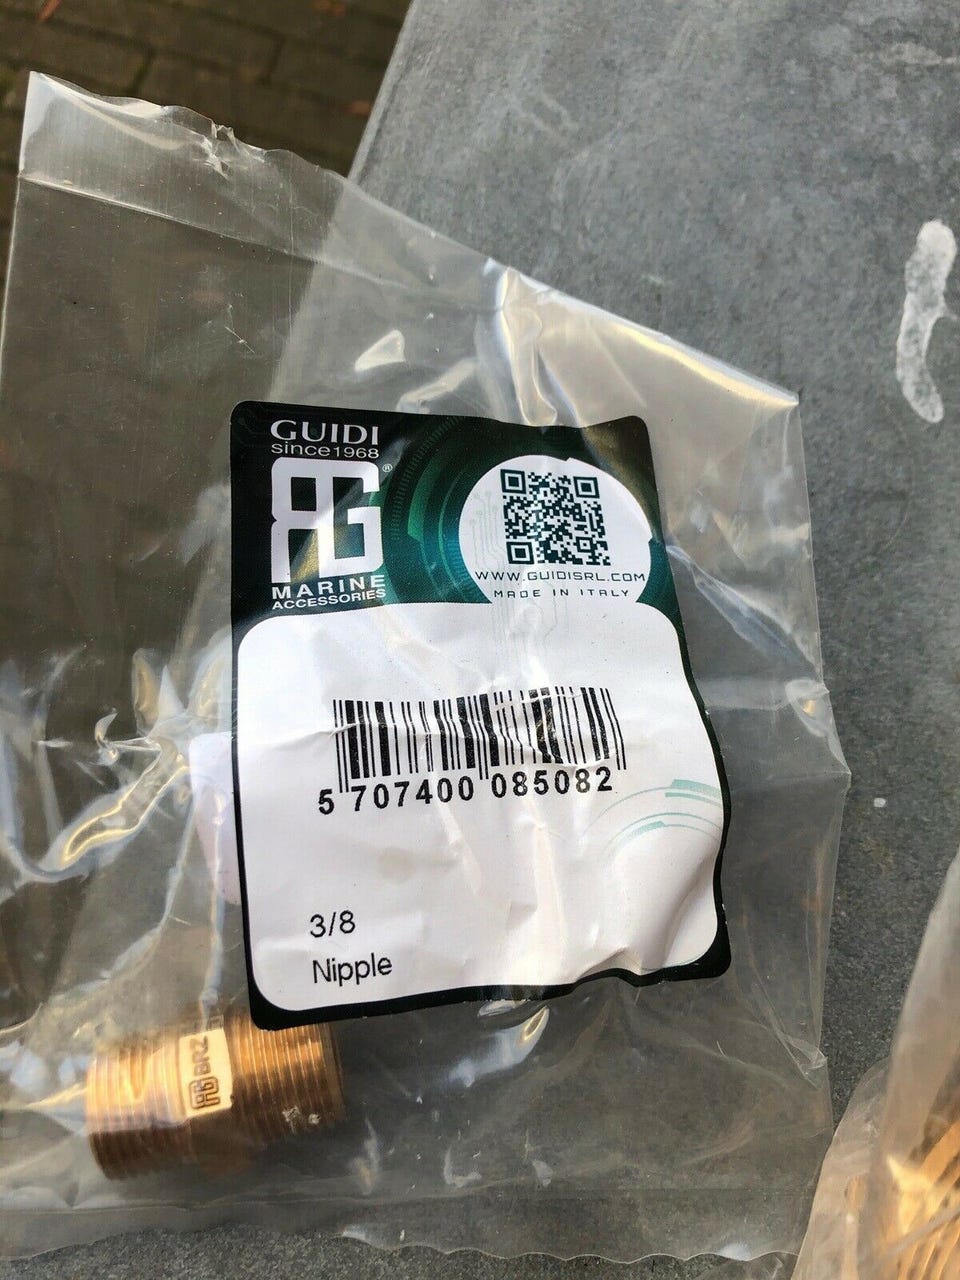 GUIDI
since1968
®
MARINE
ACCESSORIES
WWW.GUIDISRL.COM
MADE IN ITALY
5 707400 085082
3/8
Nipple
BRZ